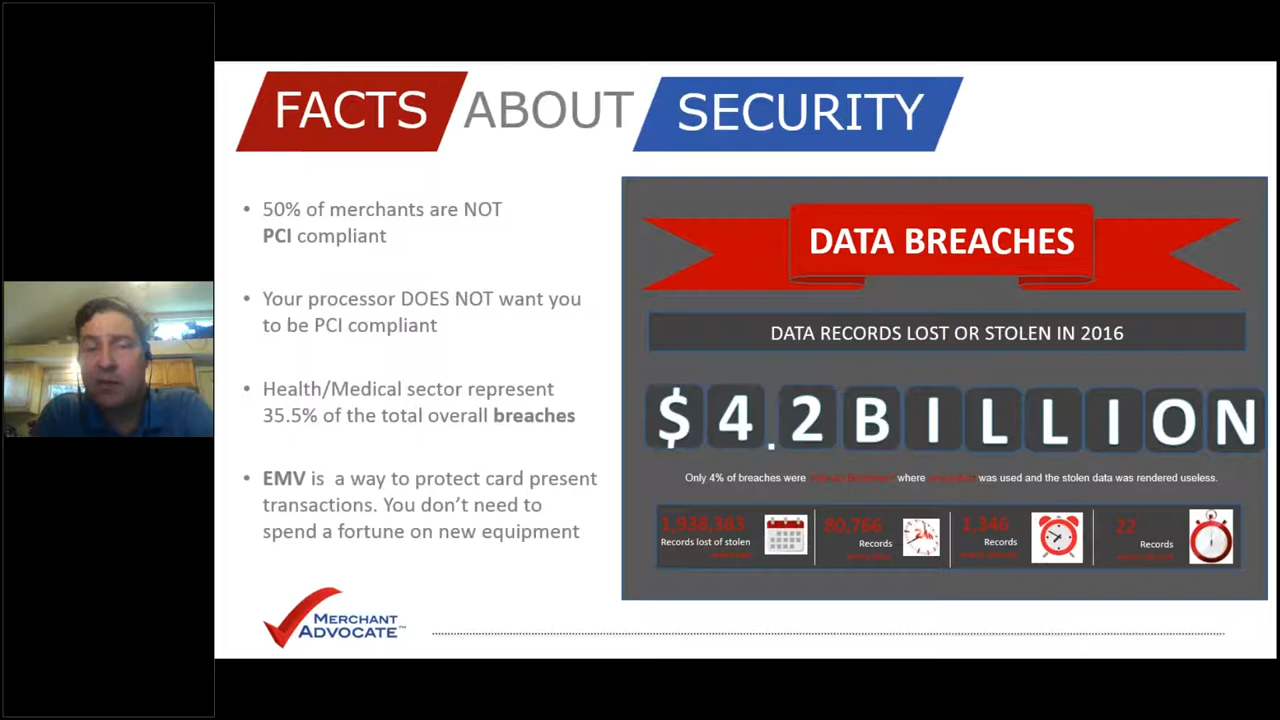 FACTS ABOUT SECURITY
• 50% of merchants are NOT
PCI compliant
• Your processor DOES NOT want you
to be PCI compliant
• Health/Medical sector represent
35.5% of the total overall breaches
• EMV is a way to protect card present
transactions. You don’t need to
spend a fortune on new equipment
MERCHANT
ADVOCATE™
DATA BREACHES
DATA RECORDS LOST OR STOLEN IN 2016
$4.2BILLION
Only 4% of breaches were where was used and the stolen data was rendered useless.
1,938,383
Records lost of stolen
80,766
Records
1,346
Records
22
Records